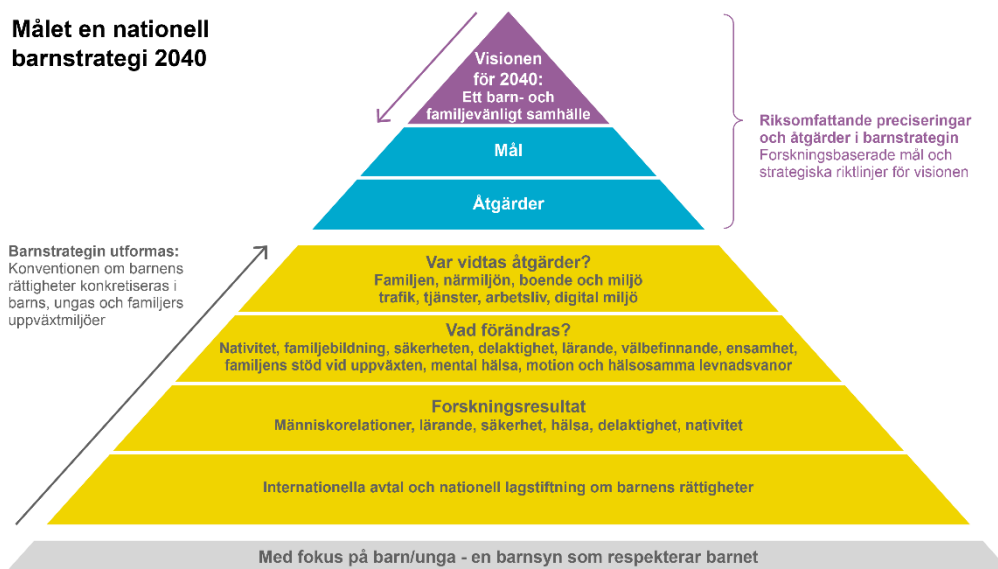 Målet en nationell
barnstrategi 2040
Visionen
för 2040:
Ett barn- och
familjevänligt samhälle
Mål
Åtgärder
Riksomfattande preciseringar
och åtgärder i barnstrategin
Forskningsbaserade mål och
strategiska riktlinjer för visionen
Barnstrategin utformas:
Konventionen om barnens
rättigheter konkretiseras i
barns, ungas och familjers
uppväxtmiljöer
Var vidtas åtgärder?
Familjen, närmiljön, boende och miljö
trafik, tjänster, arbetsliv, digital miljö
Vad förändras?
Nativitet, familjebildning, säkerheten, delaktighet, lärande, välbefinnande, ensamhet,
familjens stöd vid uppväxten, mental hälsa, motion och hälsosamma levnadsvanor
Forskningsresultat
Människorelationer, lärande, säkerhet, hälsa, delaktighet, nativitet
Internationella avtal och nationell lagstiftning om barnens rättigheter
Med fokus på barn/unga - en barnsyn som respekterar barnet